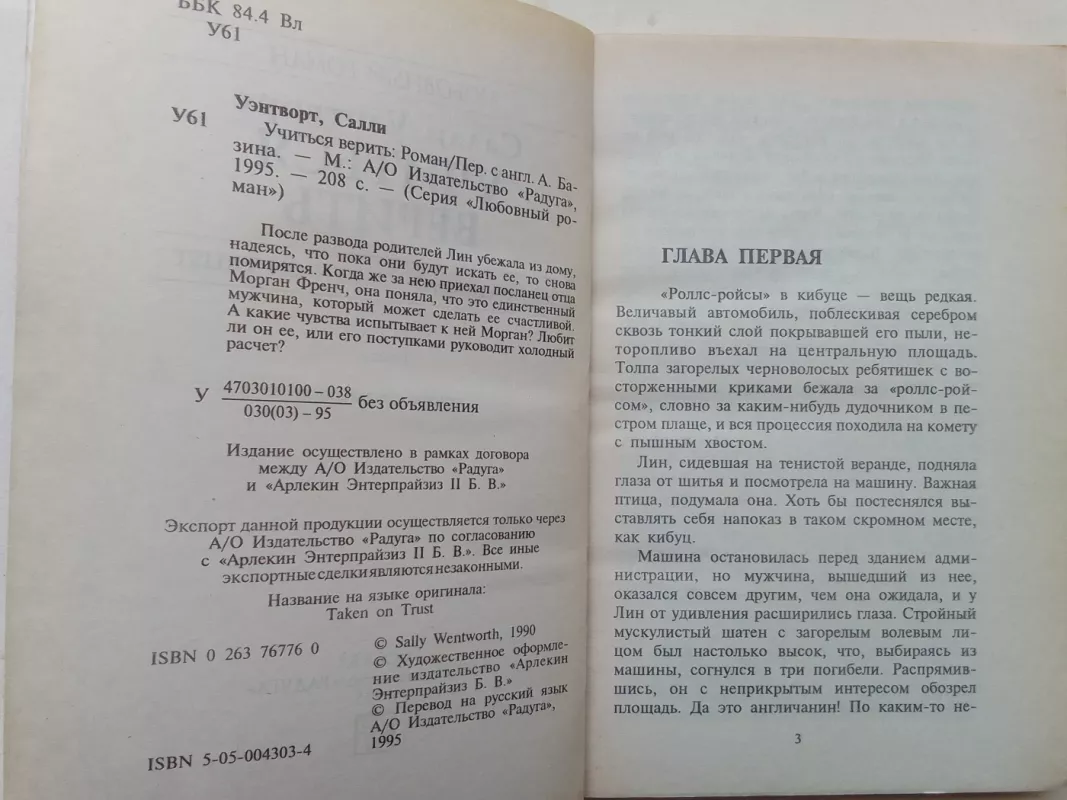 ББК 84.4 Вл
У61
Уэнтворт, Салли
У61
Учиться верить: Роман/Пер. с англ. А. Ба-
зина. — М.: А/О Издательство «Радуга»,
1995. — 208 с. — (Серия «Любовный ро-
ман»)
После развода родителей Лин убежала из дому,
надеясь, что пока они будут искать ее, то снова
помирятся. Когда же за нею приехал посланец отца
Морган Френч, она поняла, что это единственный
мужчина, который может сделать ее счастливой.
А какие чувства испытывает к ней Морган? Любит
ли он ее, или его поступками руководит холодный
расчет?
У 4703010100–038
030(03)–95 без объявления
Издание осуществлено в рамках договора
между А/О Издательство «Радуга»
и «Арлекин Энтерпрайзиз II Б. В.»
Экспорт данной продукции осуществляется только через
А/О Издательство «Радуга» по согласованию
с «Арлекин Энтерпрайзиз II Б. В.». Все иные
экспортные сделки являются незаконными.
Название на языке оригинала:
Taken on Trust
ISBN 0 263 76776 0
© Sally Wentworth, 1990
© Художественное оформле-
ние издательство «Арлекин
Энтерпрайзиз Б. В.»
© Перевод на русский язык
А/О Издательство «Радуга»,
1995
ISBN 5-05-004303-4
ГЛАВА ПЕРВАЯ
«Роллс-ройсы» в кибуце — вещь редкая.
Величавый автомобиль, поблескивая серебром
сквозь тонкий слой покрывавшей его пыли, не-
торопливо въехал на центральную площадь.
Толпа загорелых черноволосых ребятишек с во-
сторженными криками бежала за «роллс-рой-
сом», словно за каким-нибудь дудочником в пе-
стром плаще, и вся процессия походила на комету
с пышным хвостом.
Лин, сидевшая на тенистой веранде, подняла
глаза от шитья и посмотрела на машину. Важная
птица, подумала она. Хоть бы постеснялся вы-
ставлять себя напоказ в таком скромном месте,
как кибуц.
Машина остановилась перед зданием адми-
нистрации, но мужчина, вышедший из нее,
оказался совсем другим, чем она ожидала, и у
Лин от удивления расширились глаза. Стройный
мускулистый шатен с загорелым волевым ли-
цом был настолько высок, что, выбираясь из
машины, согнулся в три погибели. Распрямив-
шись, он с неприкрытым интересом обозрел
площадь. Да это англичанин! По каким-то не-
3